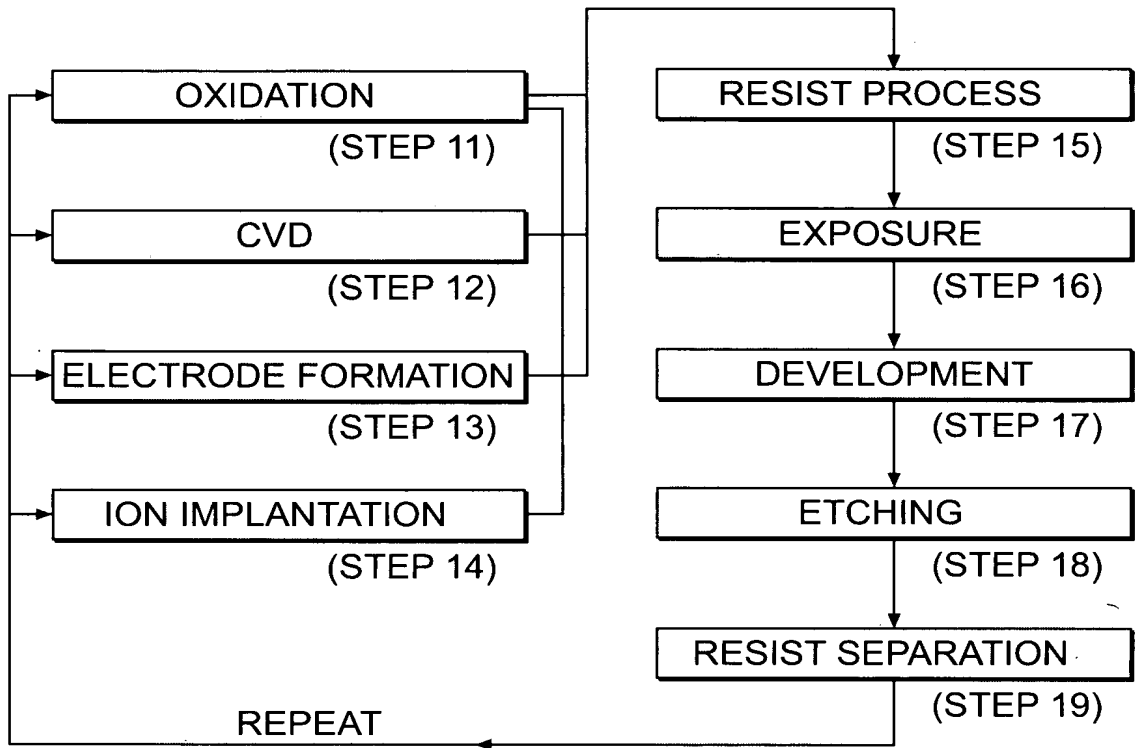 OXIDATION
(STEP 11)
CVD
(STEP 12)
ELECTRODE FORMATION
(STEP 13)
ION IMPLANTATION
(STEP 14)
RESIST PROCESS
(STEP 15)
EXPOSURE
(STEP 16)
DEVELOPMENT
(STEP 17)
ETCHING
(STEP 18)
RESIST SEPARATION
(STEP 19)
REPEAT